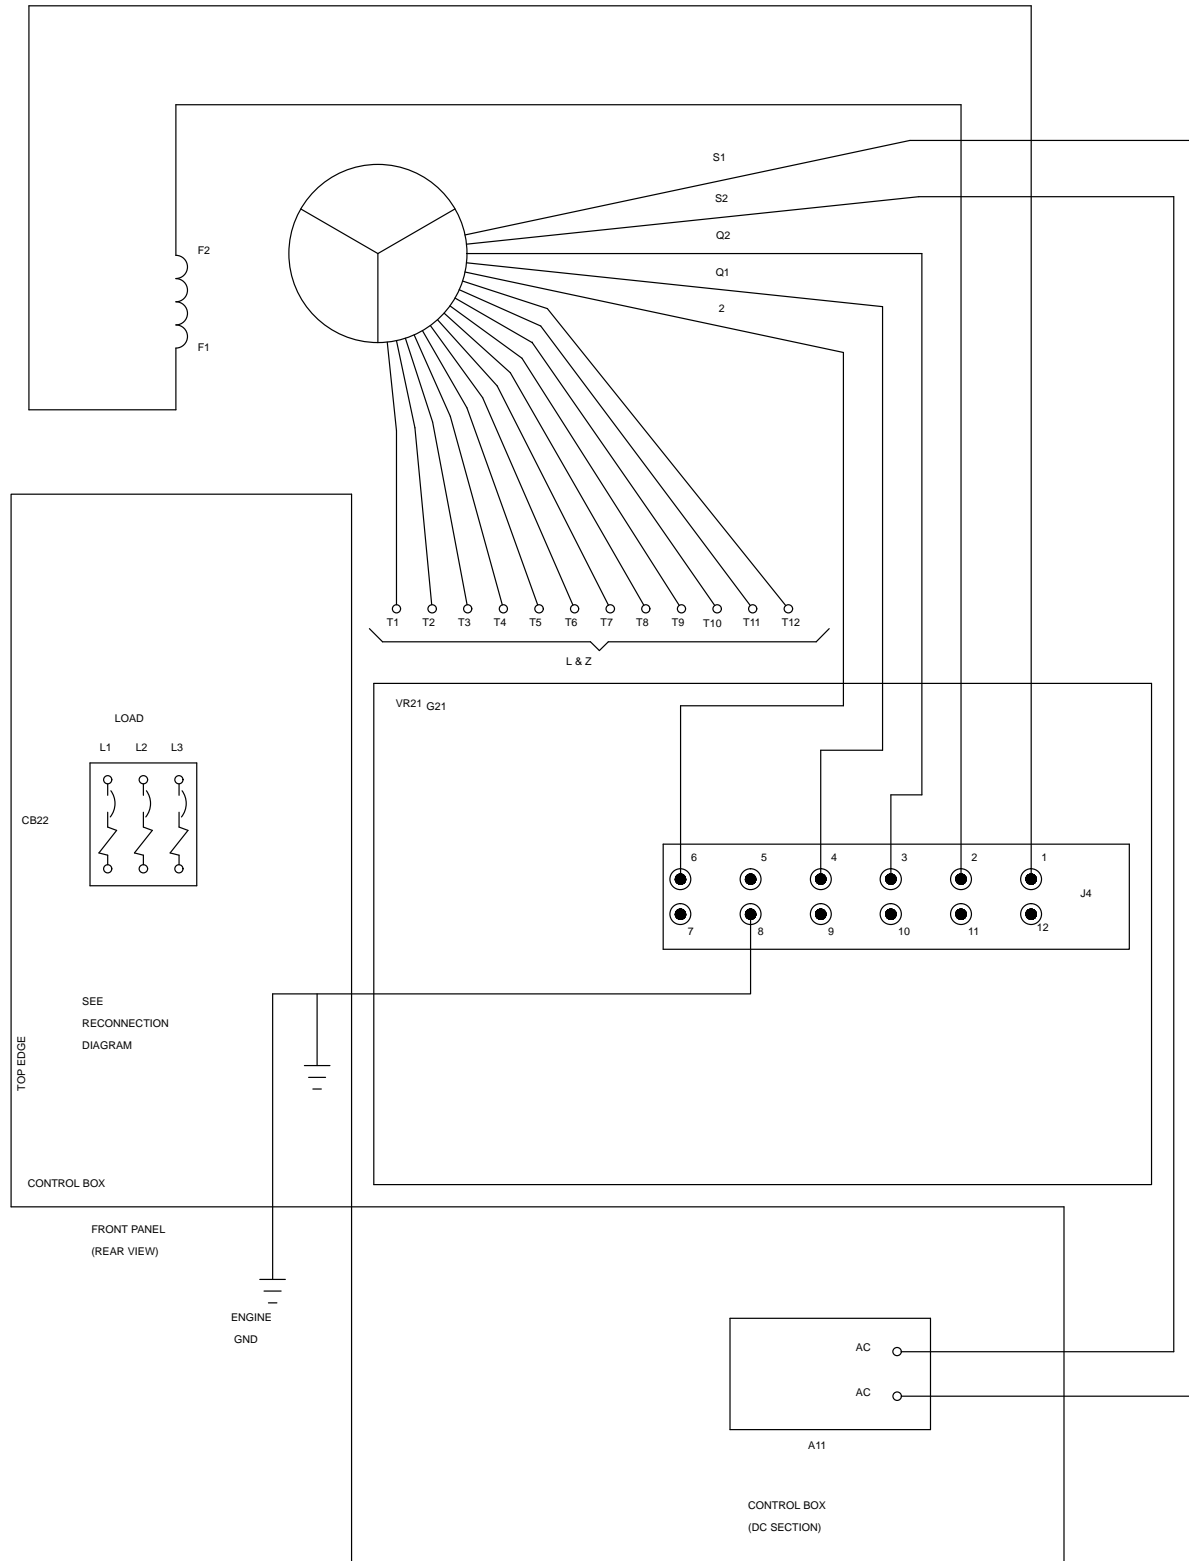 S1
S2
Q2
Q1
2
F2
F1
T1 T2 T3 T4 T5 T6 T7 T8 T9 T10 T11 T12
L & Z
VR21 G21
LOAD
L1 L2 L3
CB22
6 5 4 3 2 1
J4
7 8 9 10 11 12
SEE
RECONNECTION
DIAGRAM
TOP EDGE
CONTROL BOX
FRONT PANEL
(REAR VIEW)
ENGINE
GND
AC
AC
A11
CONTROL BOX
(DC SECTION)